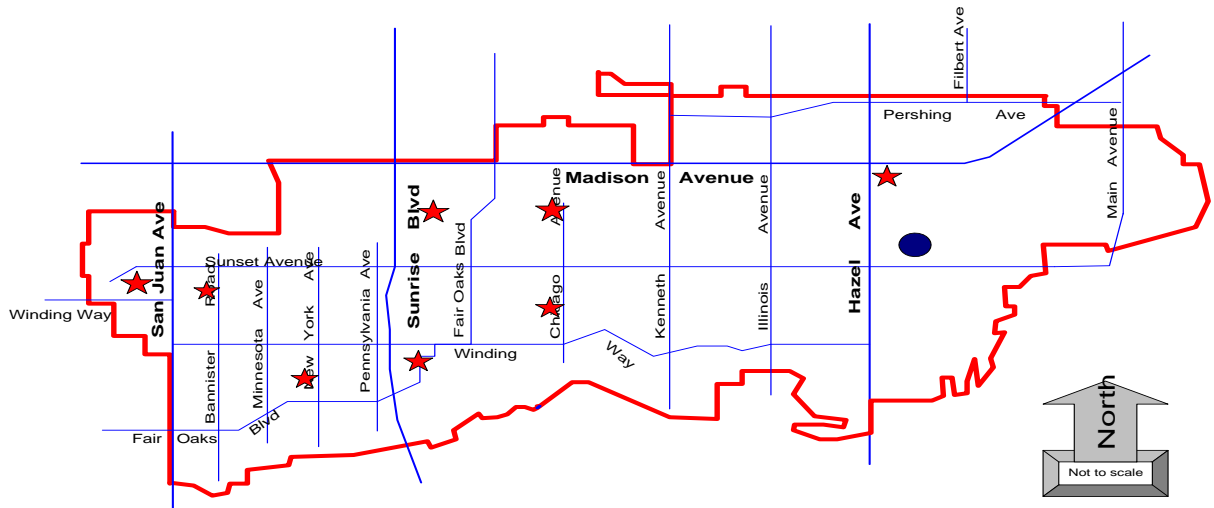 Filbert Ave
Pershing Ave
Main Avenue
Madison Avenue
San Juan Ave
Sunset Avenue
Winding Way
Bannister Road
Minnesota Ave
New York Ave
Pennsylvania Ave
Sunrise Blvd
Fair Oaks Blvd
Chicago Avenue
Kenneth Avenue
Illinois Avenue
Hazel Ave
Winding Way
Fair Oaks Blvd
North
Not to scale